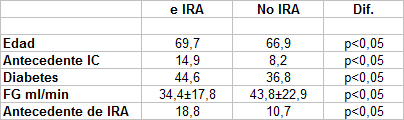 e IRA No IRA Dif.
Edad 69,7 66,9 p<0,05
Antecedente IC 14,9 8,2 p<0,05
Diabetes 44,6 36,8 p<0,05
FG ml/min 34,4±17,8 43,8±22,9 p<0,05
Antecedente de IRA 18,8 10,7 p<0,05